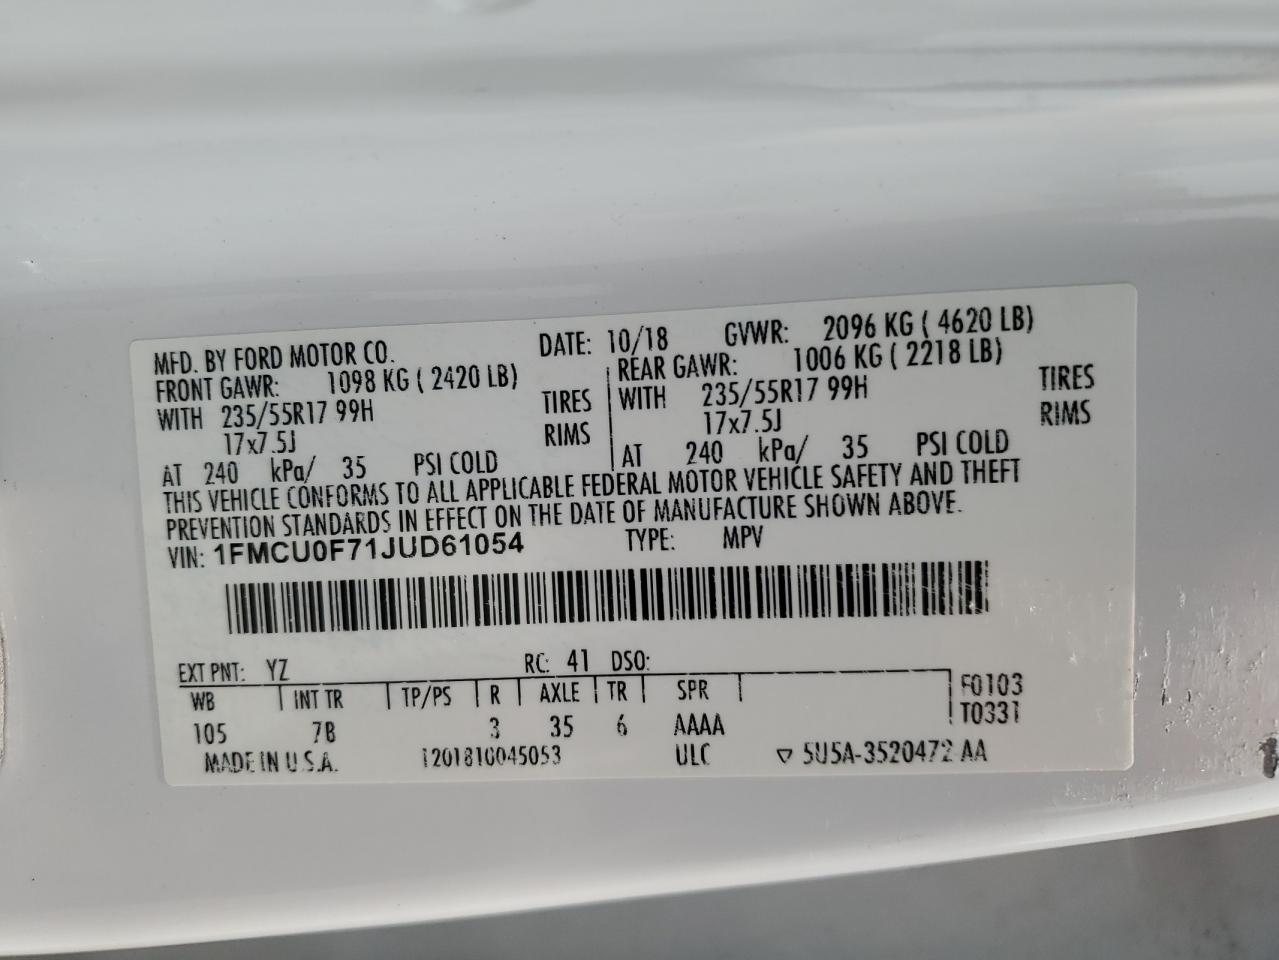 MFD. BY FORD MOTOR CO. DATE: 10/18 GVWR: 2096 KG ( 4620 LB)
FRONT GAWR: 1098 KG ( 2420 LB) REAR GAWR: 1006 KG ( 2218 LB)
WITH 235/55R17 99H TIRES WITH 235/55R17 99H TIRES
17x7.5J RIMS 17x7.5J RIMS
AT 240 kPa/ 35 PSI COLD AT 240 kPa/ 35 PSI COLD
THIS VEHICLE CONFORMS TO ALL APPLICABLE FEDERAL MOTOR VEHICLE SAFETY AND THEFT
PREVENTION STANDARDS IN EFFECT ON THE DATE OF MANUFACTURE SHOWN ABOVE.
VIN: 1FMCU0F71JUD61054 TYPE: MPV
EXT PNT: YZ RC: 41 DSO:
WB INT TR TP/PS R AXLE TR SPR F0103
105 7B 3 35 6 AAAA T0331
MADE IN U.S.A. 1201810045053 ULC ▽ 5U5A-3520472 AA